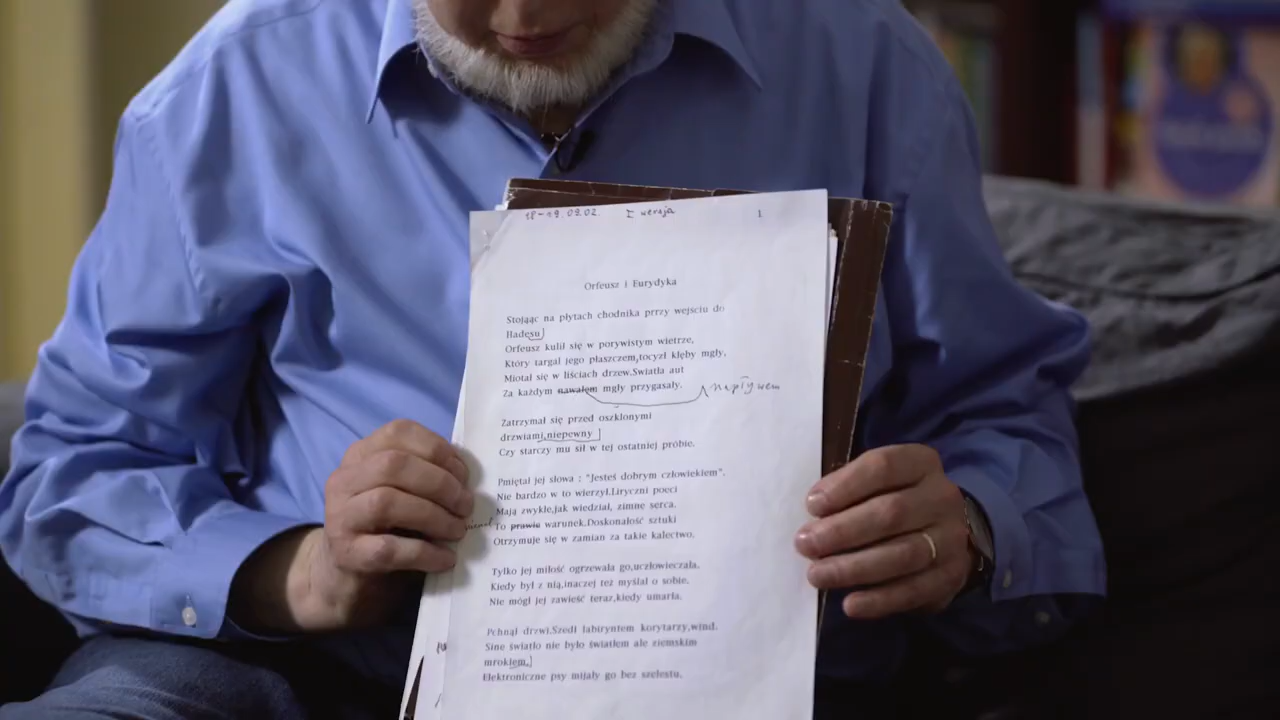 18-19.09.02. I wersja 1
Orfeusz i Eurydyka
Stojąąc na płytach chodnika prrzy wejsciu do
Hadesu
Orfeusz kulił się w porywistym wietrze,
Który targał jego płaszczem,tocyzł kłęby mgły,
Miotał się w liściach drzew.Swiatła aut
Za każdym nawałem mgły przygasały. napływem
Zatrzymał się przed oszklonymi
drzwiami,niepewny
Czy starczy mu sił w tej ostatniej próbie.
Pmiętał jej słowa : "Jesteś dobrym człowiekiem".
Nie bardzo w to wierzył.Liryczni poeci
Mają zwykle,jak wiedział, zimne serca.
To prawie warunek.Doskonałość sztuki
Otrzymuje się w zamian za takie kalectwo.
Tylko jej miłość ogrzewała go,uczłowieczała.
Kiedy był z nią,inaczej też myślał o sobie.
Nie mógł jej zawieść teraz,kiedy umarła.
Pchnął drzwi.Szedł labiryntem korytarzy,wind.
Sine światło nie było światłem ale ziemskim
mrokiem.
Elektroniczne psy mijały go bez szelestu.